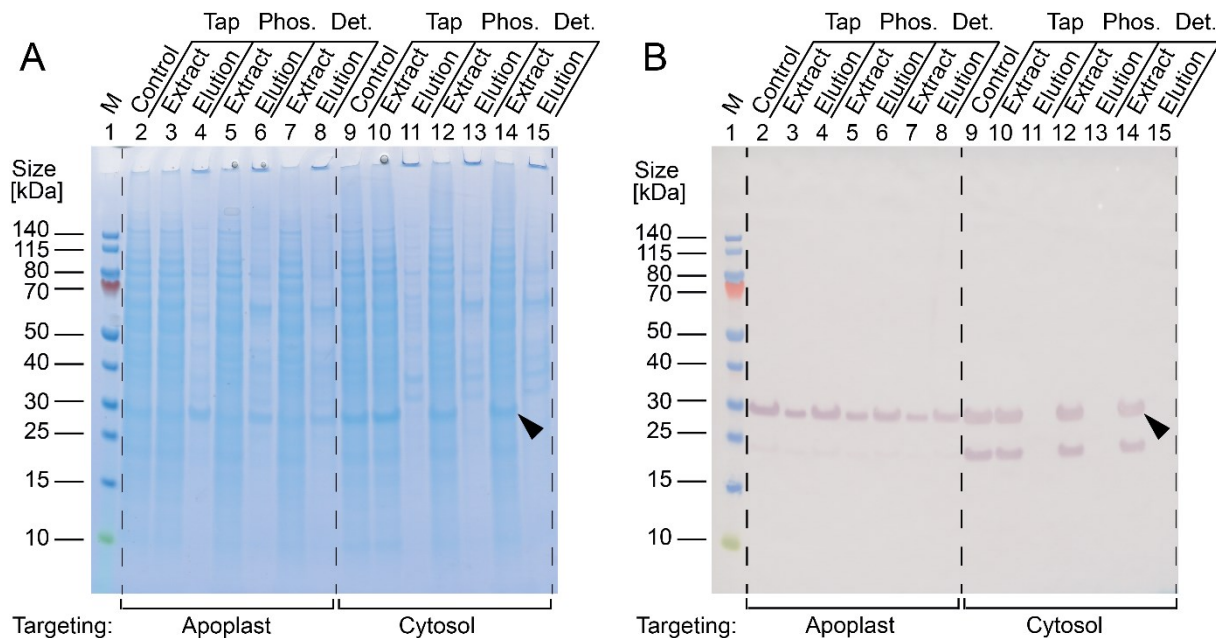 A
Tap Phos. Det. Tap Phos. Det.
M Control Extract Elution Extract Elution Extract Elution Control Extract Elution Extract Elution Extract Elution
1 2 3 4 5 6 7 8 9 10 11 12 13 14 15
Size
[kDa]
140
115
80
70
50
40
30
25
15
10
Targeting: Apoplast Cytosol
B
Tap Phos. Det. Tap Phos. Det.
M Control Extract Elution Extract Elution Extract Elution Control Extract Elution Extract Elution Extract Elution
1 2 3 4 5 6 7 8 9 10 11 12 13 14 15
Size
[kDa]
140
115
80
70
50
40
30
25
15
10
Targeting: Apoplast Cytosol